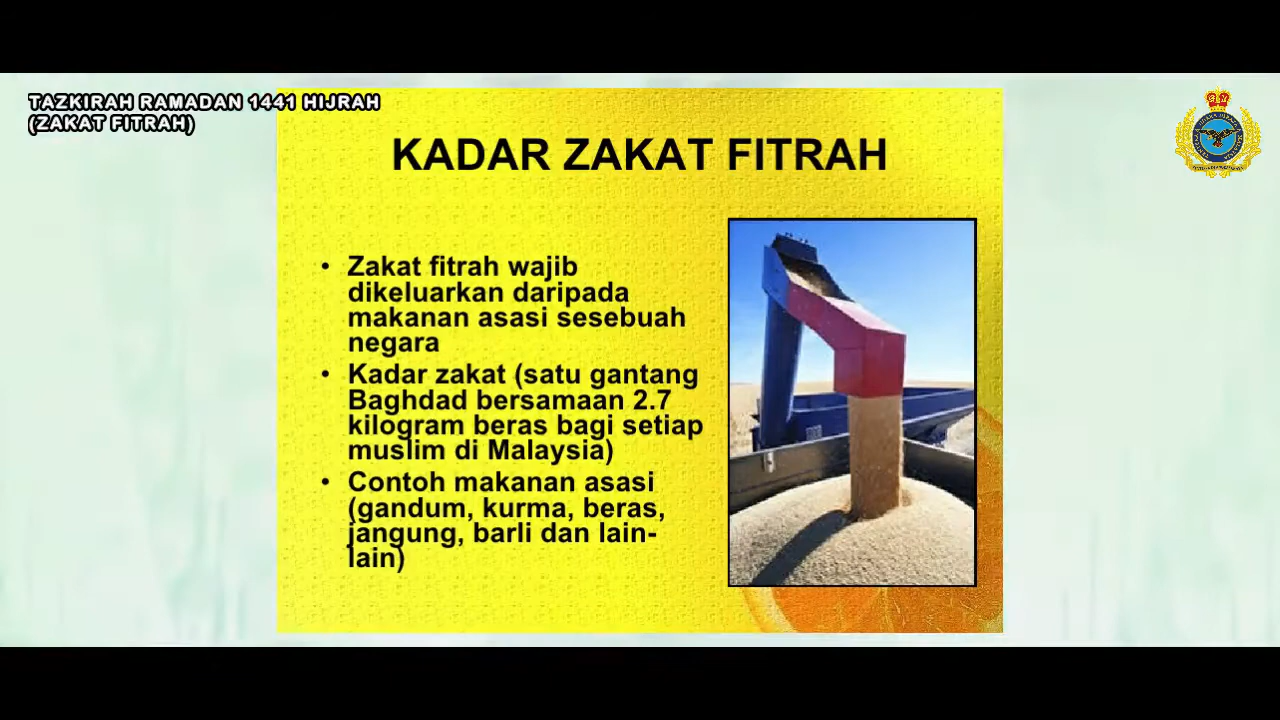 TAZKIRAH RAMADAN 1441 HIJRAH
(ZAKAT FITRAH)
KADAR ZAKAT FITRAH
• Zakat fitrah wajib
dikeluarkan daripada
makanan asasi sesebuah
negara
• Kadar zakat (satu gantang
Baghdad bersamaan 2.7
kilogram beras bagi setiap
muslim di Malaysia)
• Contoh makanan asasi
(gandum, kurma, beras,
jangung, barli dan lain-
lain)